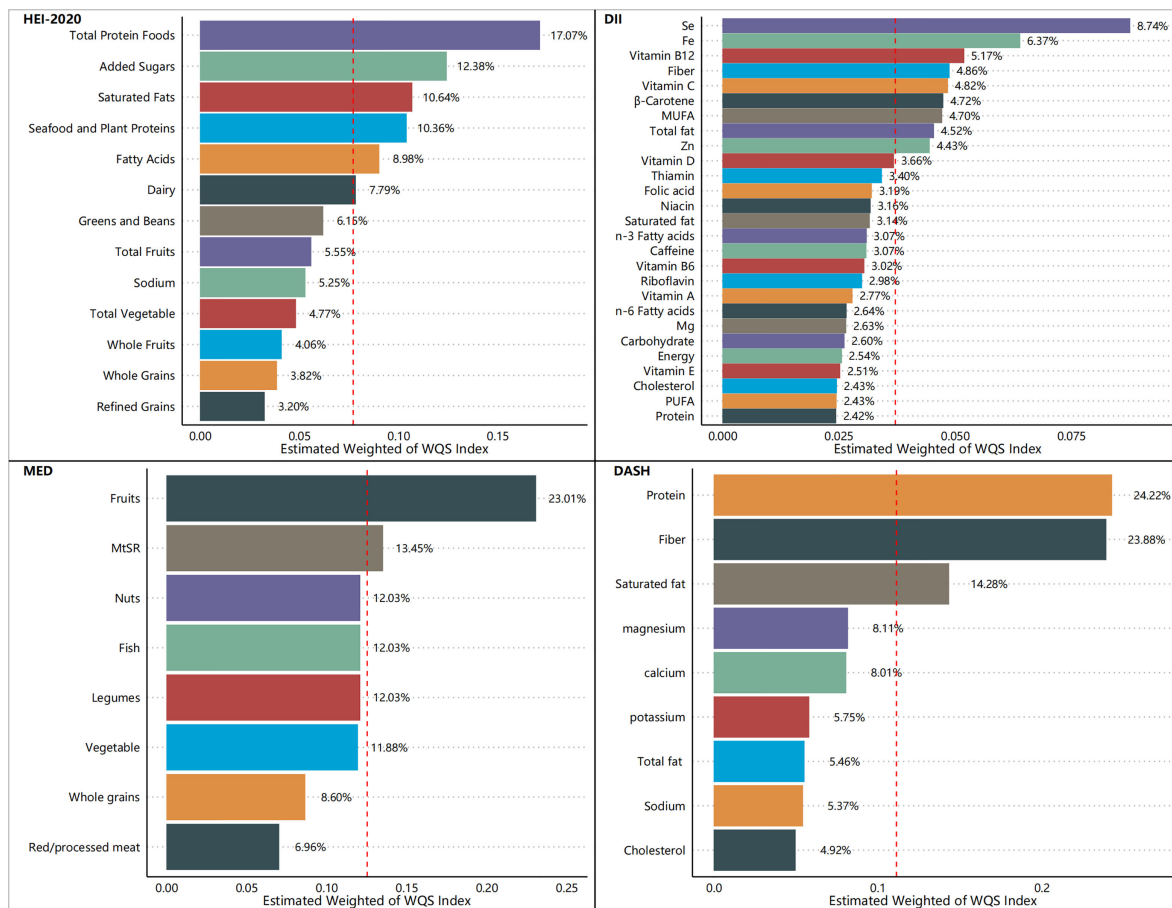 HEI-2020
Total Protein Foods 17.07%
Added Sugars 12.38%
Saturated Fats 10.64%
Seafood and Plant Proteins 10.36%
Fatty Acids 8.98%
Dairy 7.79%
Greens and Beans 6.15%
Total Fruits 5.55%
Sodium 5.25%
Total Vegetable 4.77%
Whole Fruits 4.06%
Whole Grains 3.82%
Refined Grains 3.20%
0.00 0.05 0.10 0.15
Estimated Weighted of WQS Index
DII
Se 8.74%
Fe 6.37%
Vitamin B12 5.17%
Fiber 4.86%
Vitamin C 4.82%
β-Carotene 4.72%
MUFA 4.70%
Total fat 4.52%
Zn 4.43%
Vitamin D 3.66%
Thiamin 3.40%
Folic acid 3.19%
Niacin 3.16%
Saturated fat 3.14%
n-3 Fatty acids 3.07%
Caffeine 3.07%
Vitamin B6 3.02%
Riboflavin 2.98%
Vitamin A 2.77%
n-6 Fatty acids 2.64%
Mg 2.63%
Carbohydrate 2.60%
Energy 2.54%
Vitamin E 2.51%
Cholesterol 2.43%
PUFA 2.43%
Protein 2.42%
0.000 0.025 0.050 0.075
Estimated Weighted of WQS Index
MED
Fruits 23.01%
MtSR 13.45%
Nuts 12.03%
Fish 12.03%
Legumes 12.03%
Vegetable 11.88%
Whole grains 8.60%
Red/processed meat 6.96%
0.00 0.05 0.10 0.15 0.20 0.25
Estimated Weighted of WQS Index
DASH
Protein 24.22%
Fiber 23.88%
Saturated fat 14.28%
magnesium 8.11%
calcium 8.01%
potassium 5.75%
Total fat 5.46%
Sodium 5.37%
Cholesterol 4.92%
0.0 0.1 0.2
Estimated Weighted of WQS Index